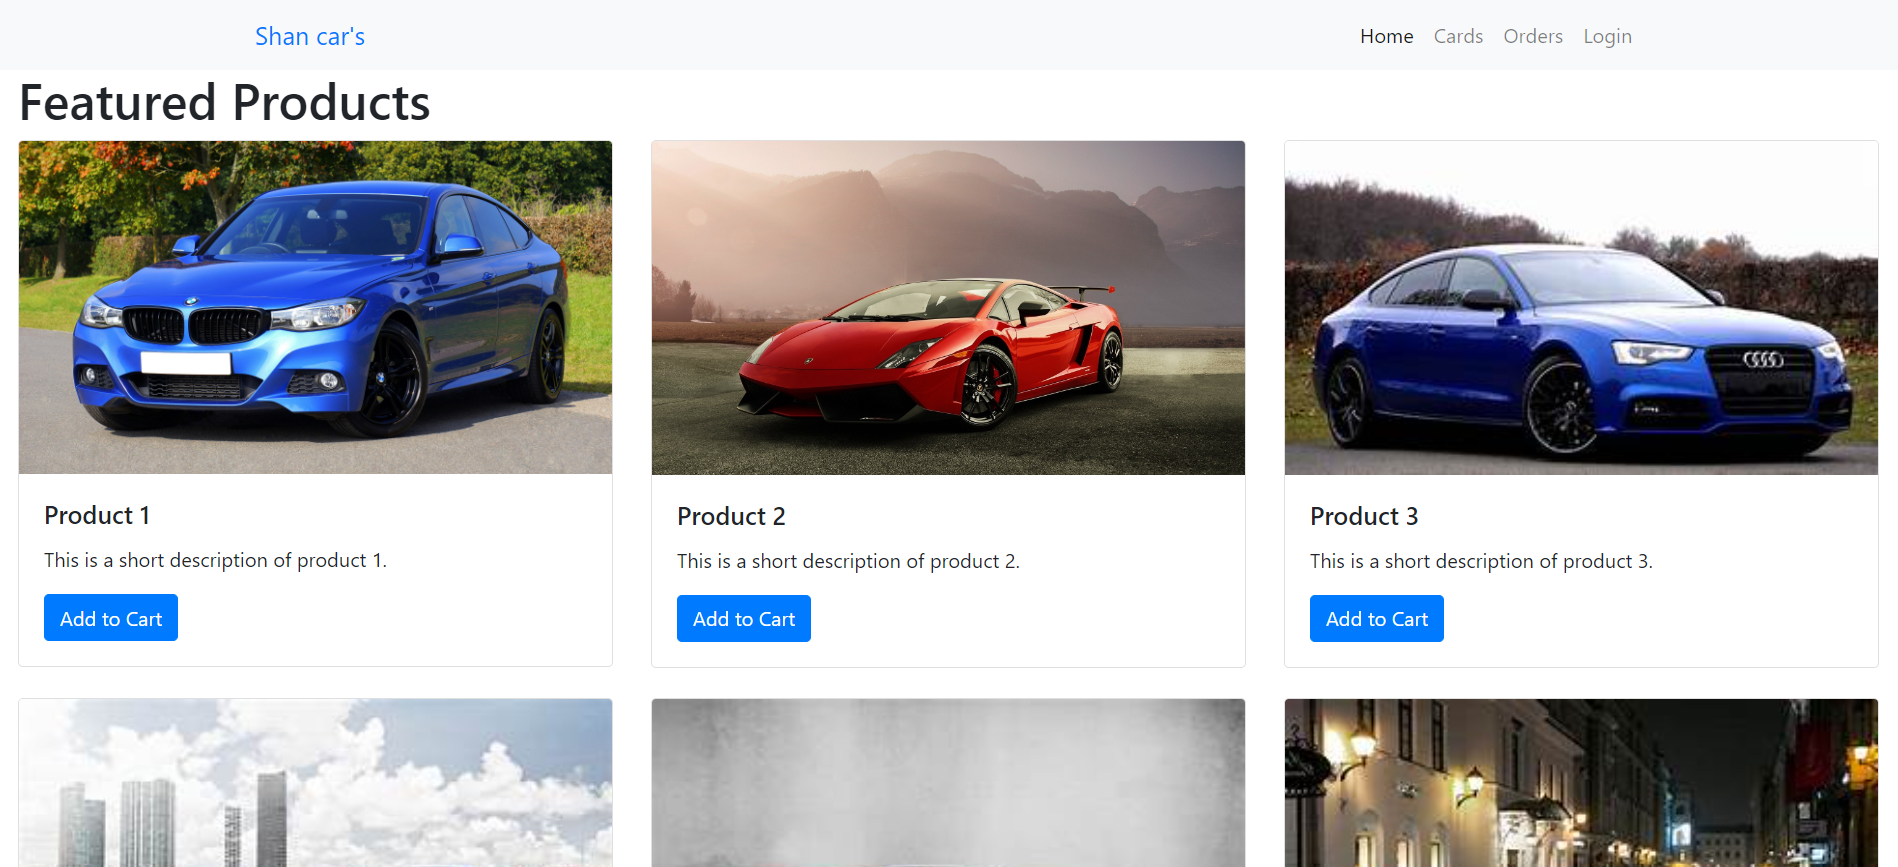 Shan car's
Home Cards Orders Login
Featured Products
Product 1
This is a short description of product 1.
Add to Cart
Product 2
This is a short description of product 2.
Add to Cart
Product 3
This is a short description of product 3.
Add to Cart